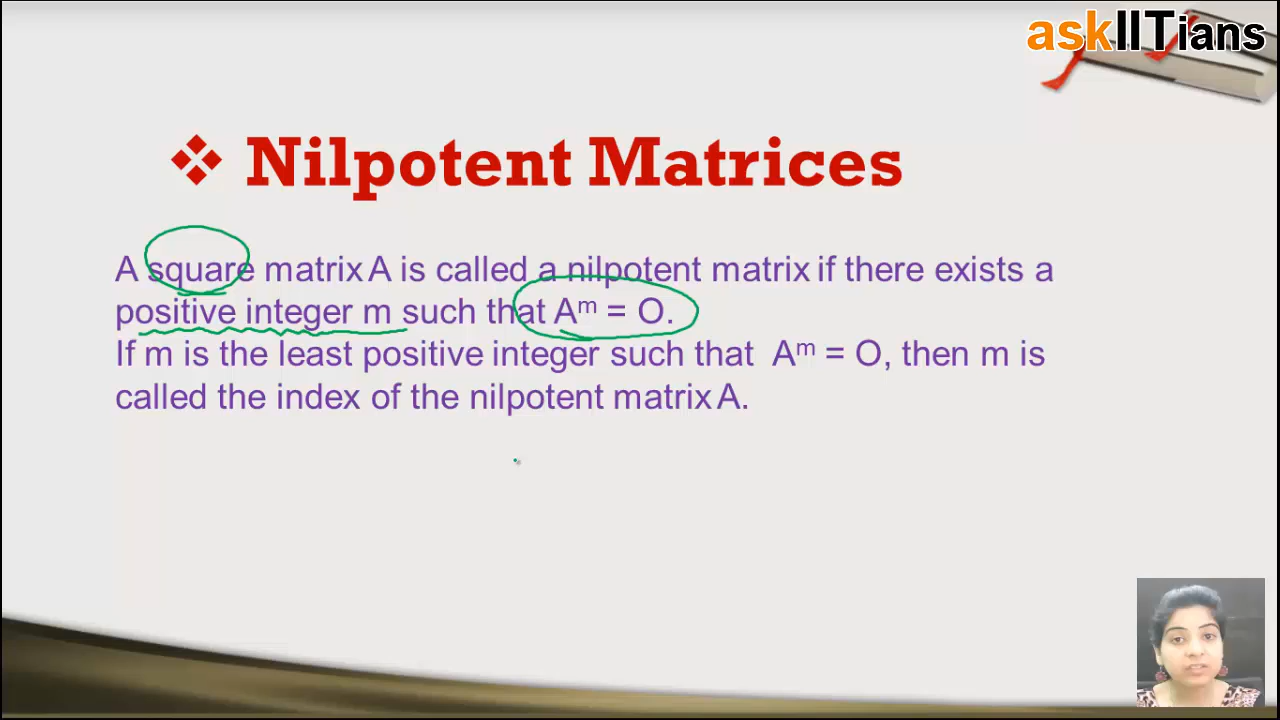 askIITians
❖ Nilpotent Matrices
A square matrix A is called a nilpotent matrix if there exists a
positive integer m such that Aᵐ = O.
If m is the least positive integer such that Aᵐ = O, then m is
called the index of the nilpotent matrix A.